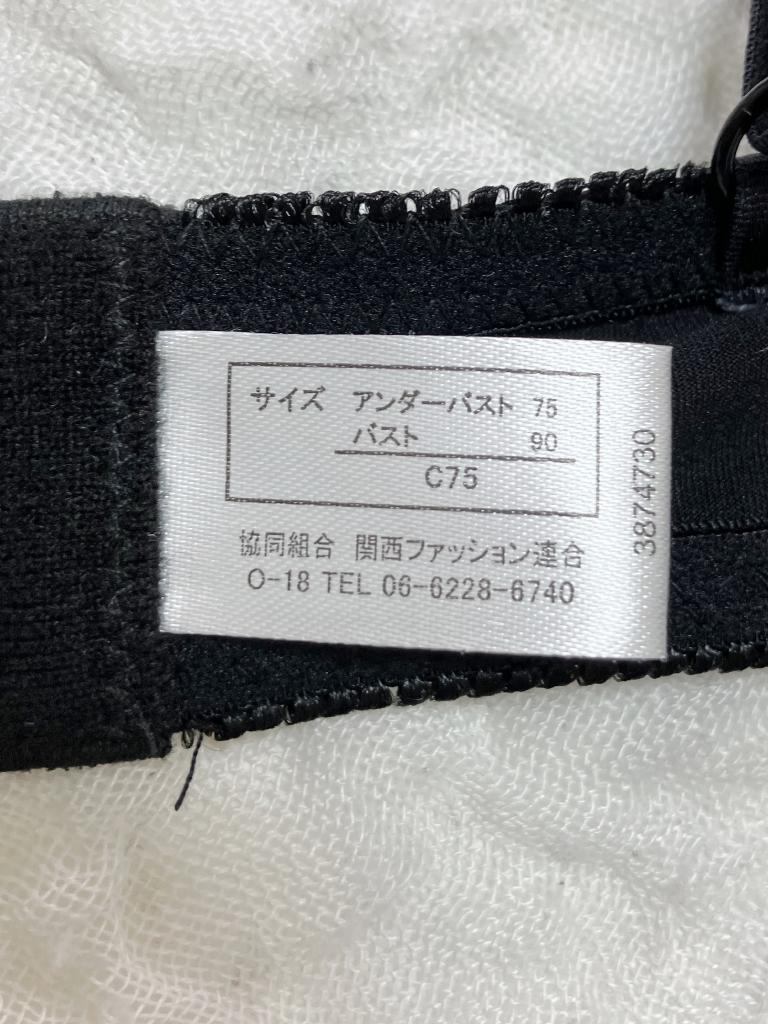 サイズ アンダーバスト 75
バスト 90
C75
協同組合 関西ファッション連合
O-18 TEL 06-6228-6740
3874730